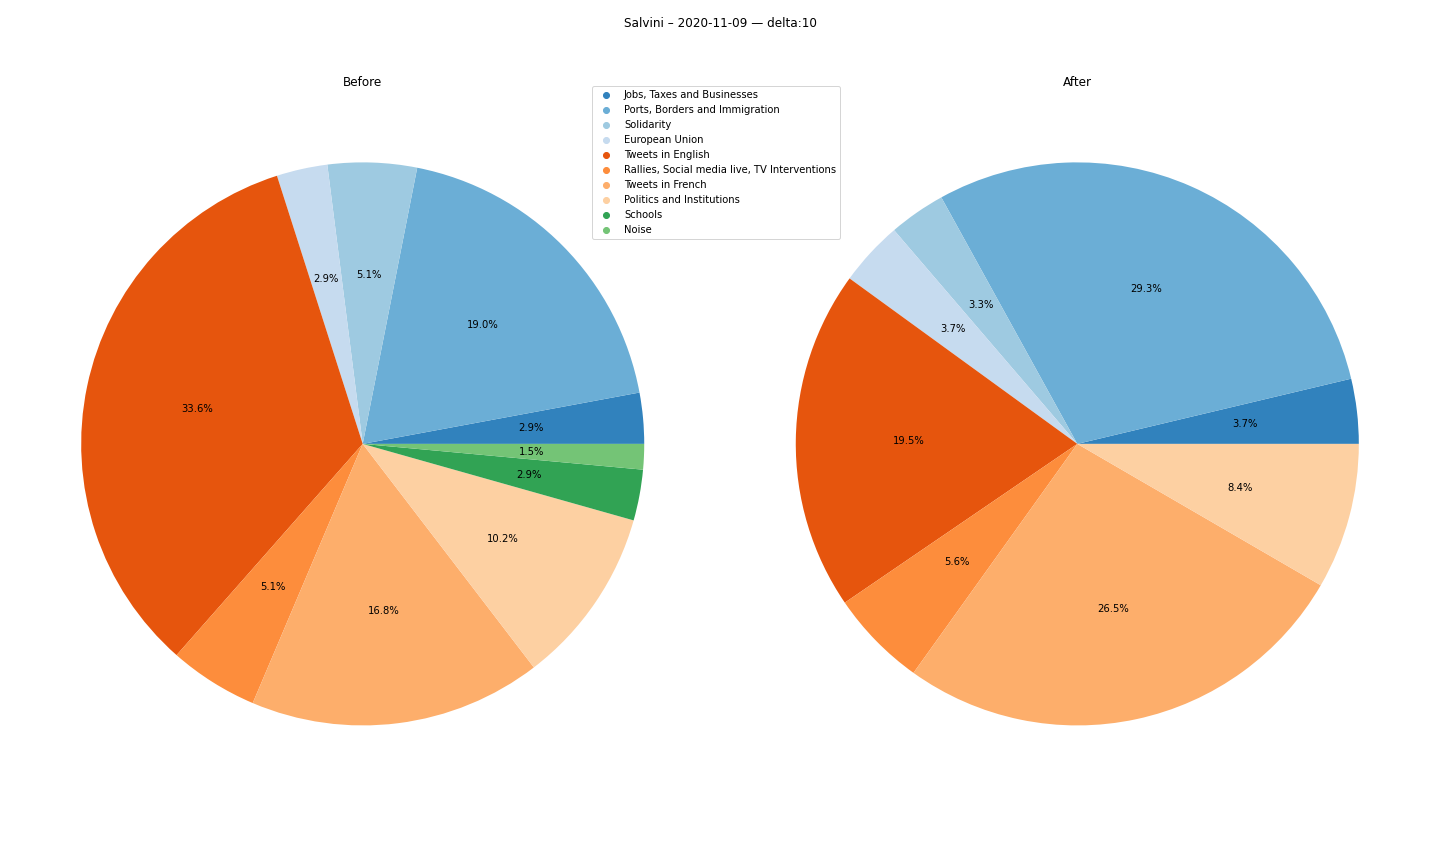 Salvini – 2020-11-09 — delta:10
Before
After
Jobs, Taxes and Businesses
Ports, Borders and Immigration
Solidarity
European Union
Tweets in English
Rallies, Social media live, TV Interventions
Tweets in French
Politics and Institutions
Schools
Noise
2.9%
19.0%
5.1%
2.9%
33.6%
5.1%
16.8%
10.2%
2.9%
1.5%
3.7%
29.3%
3.3%
3.7%
19.5%
5.6%
26.5%
8.4%